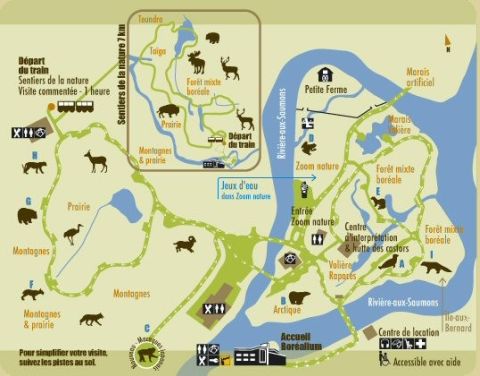 Toundra
Taïga
Sentiers de la nature 7 km
Forêt mixte
boréale
Prairie
Départ
du train
Montagnes
& prairie
Départ
du train
Sentiers de la nature
Visite commentée - 1 heure
N
Petite Ferme
Marais
artificiel
Rivière-aux-Saumons
D
Marais
Volière
Zoom nature
Forêt mixte
boréale
Jeux d'eau
dans Zoom nature
E
H
G
Prairie
Entrée
Zoom nature
Centre
d'interprétation
& hutte des castors
Forêt mixte
boréale
Montagnes
Volière
Rapaces
A
I
F
Montagnes
B
Arctique
Rivière-aux-Saumons
Île-aux-
Bernard
Montagnes
& prairie
C
Nouveau - Macaques japonais
Accueil
Boréalium
Centre de location
Accessible avec aide
Pour simplifier votre visite,
suivez les pistes au sol.